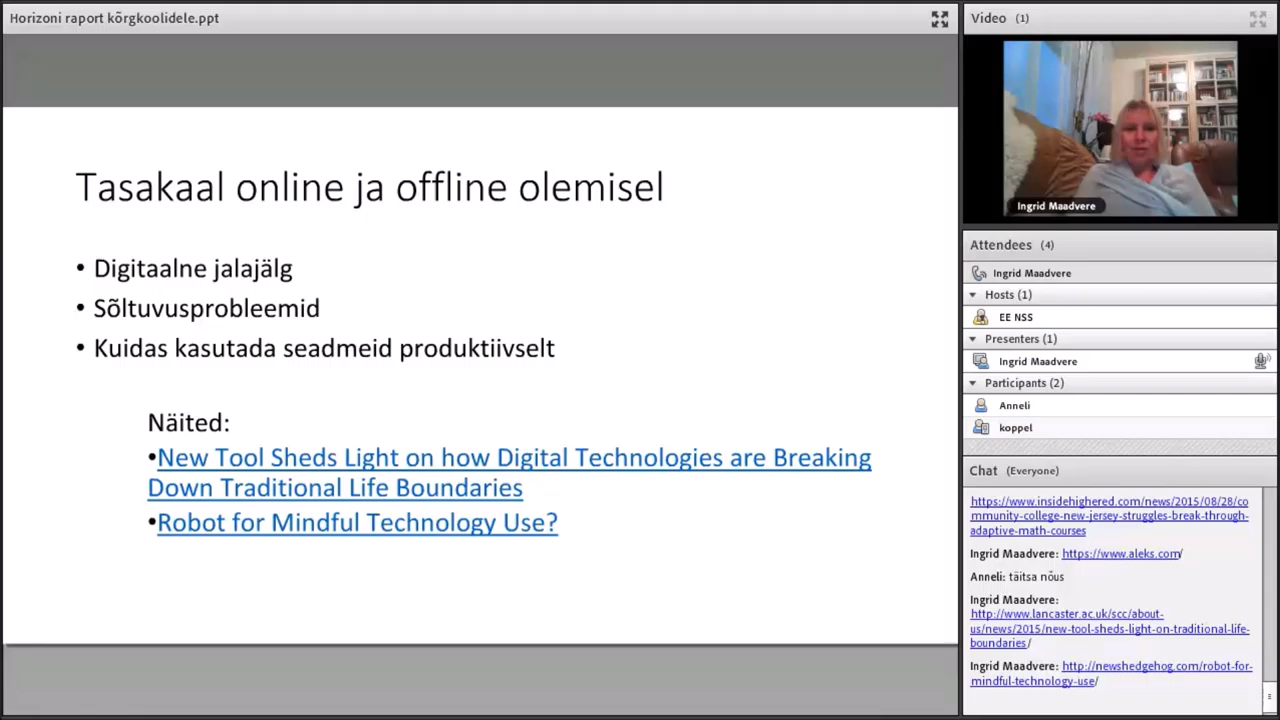 Horizoni raport kõrgkoolidele.ppt
Tasakaal online ja offline olemisel
• Digitaalne jalajälg
• Sõltuvusprobleemid
• Kuidas kasutada seadmeid produktiivselt
Näited:
•New Tool Sheds Light on how Digital Technologies are Breaking
Down Traditional Life Boundaries
•Robot for Mindful Technology Use?
Video (1)
Ingrid Maadvere
Attendees (4)
Ingrid Maadvere
Hosts (1)
EE NSS
Presenters (1)
Ingrid Maadvere
Participants (2)
Anneli
koppel
Chat (Everyone)
https://www.insidehighered.com/news/2015/08/28/co
mmunity-college-new-jersey-struggles-break-through-
adaptive-math-courses
Ingrid Maadvere: https://www.aleks.com/
Anneli: täitsa nõus
Ingrid Maadvere:
http://www.lancaster.ac.uk/scc/about-
us/news/2015/new-tool-sheds-light-on-traditional-life-
boundaries/
Ingrid Maadvere: http://newshedgehog.com/robot-for-
mindful-technology-use/